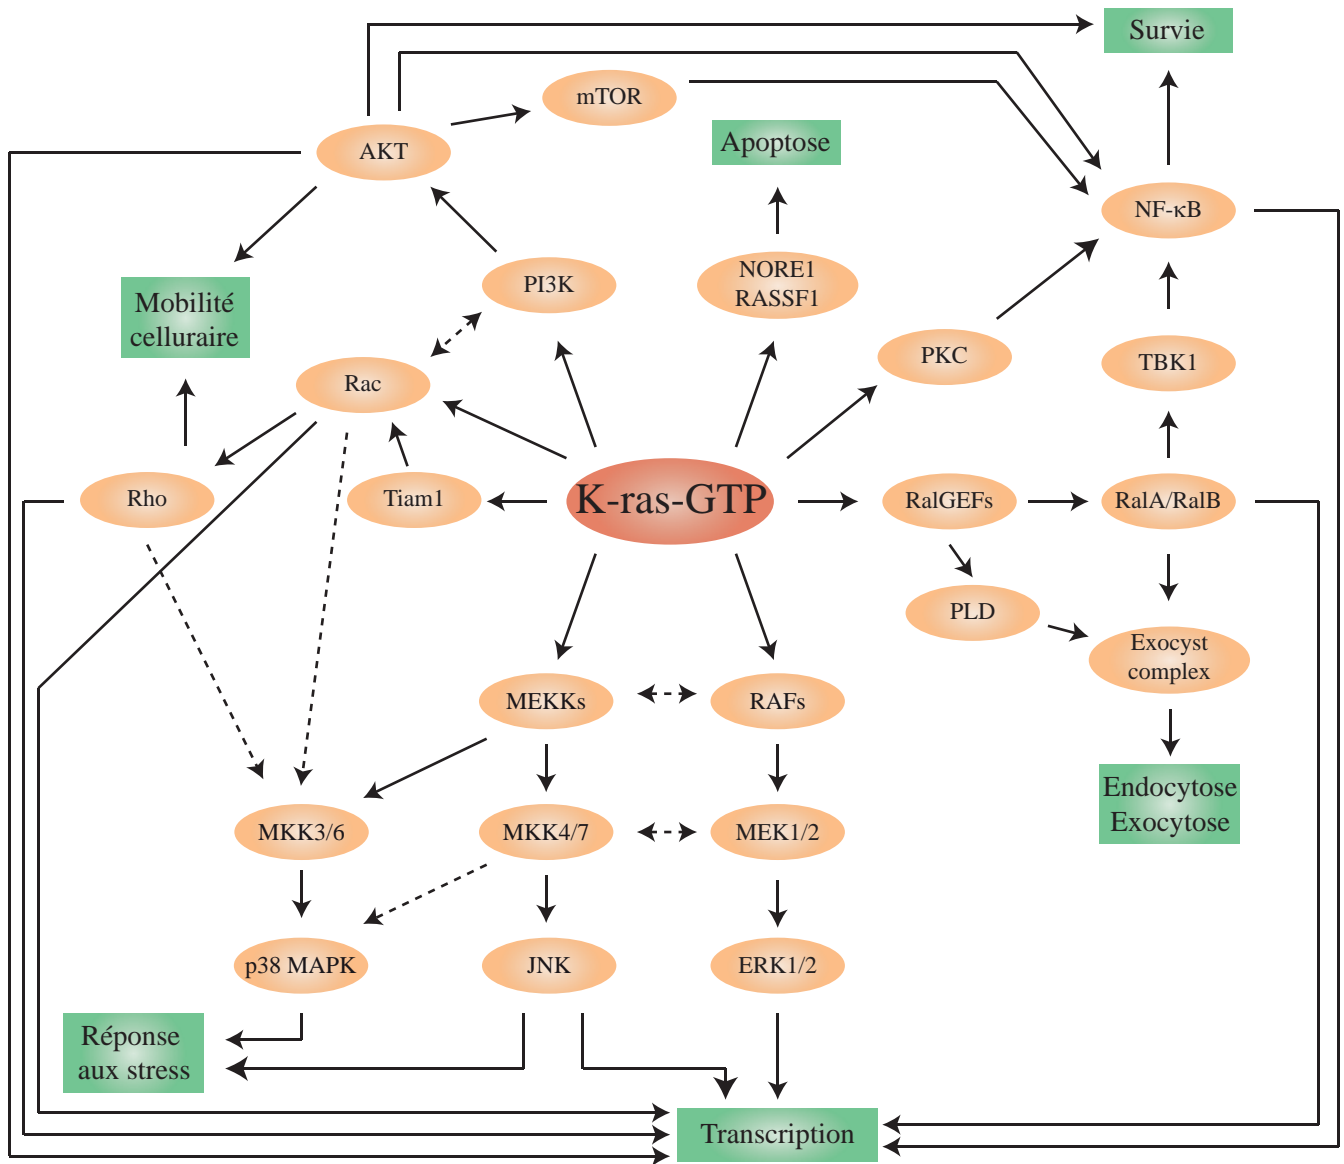 Survie
mTOR
AKT
Apoptose
NF-κB
PI3K
NORE1
RASSF1
Mobilité
celluraire
PKC
TBK1
Rac
Rho
Tiam1
K-ras-GTP
RalGEFs
RalA/RalB
PLD
Exocyst
complex
MEKKs
RAFs
Endocytose
Exocytose
MKK3/6
MKK4/7
MEK1/2
p38 MAPK
JNK
ERK1/2
Réponse
aux stress
Transcription